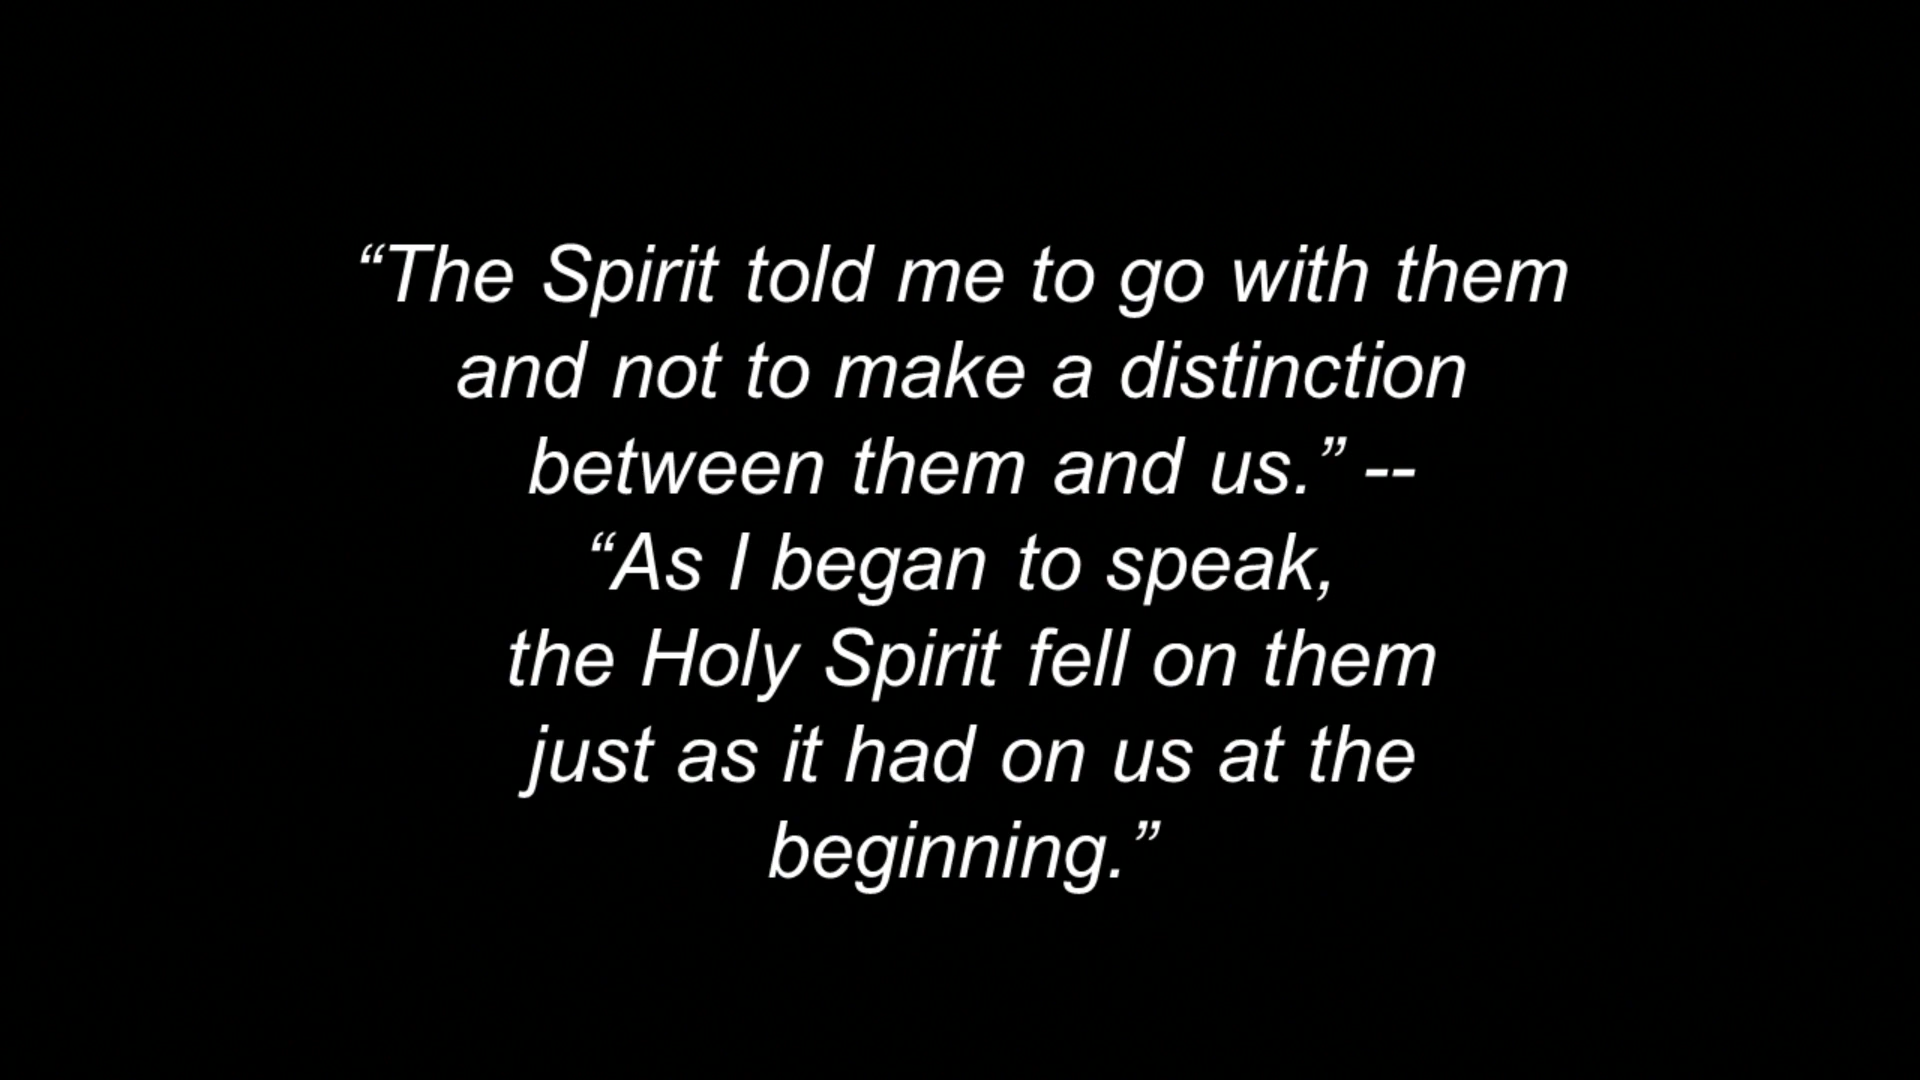 “The Spirit told me to go with them
and not to make a distinction
between them and us.” --
“As I began to speak,
the Holy Spirit fell on them
just as it had on us at the
beginning.”